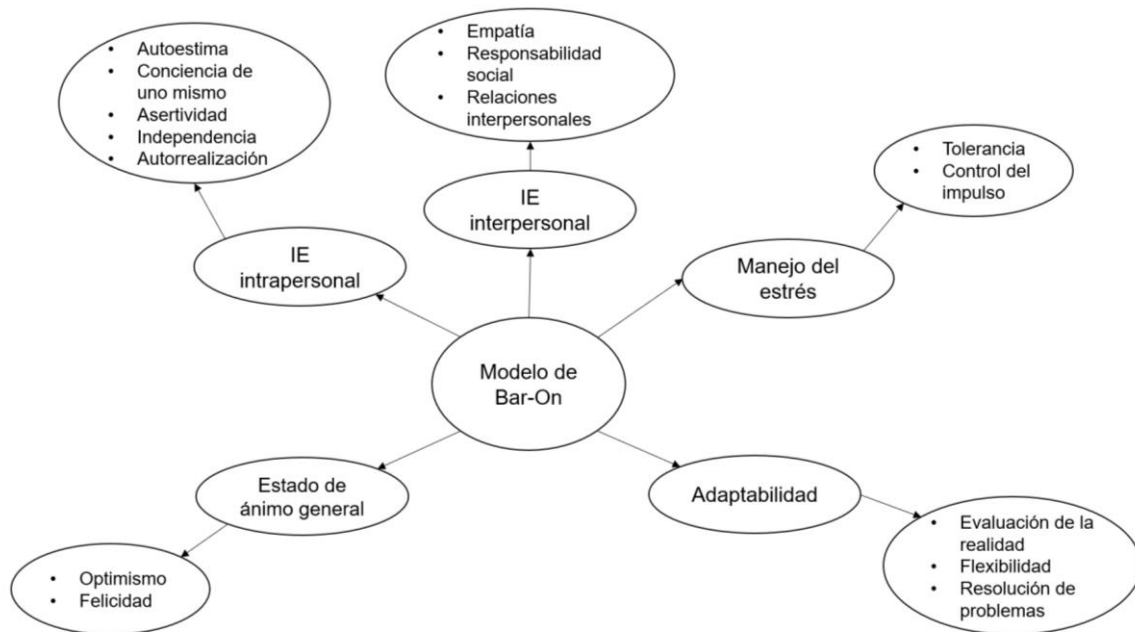 • Autoestima
• Conciencia de
uno mismo
• Asertividad
• Independencia
• Autorrealización
• Empatía
• Responsabilidad
social
• Relaciones
interpersonales
• Tolerancia
• Control del
impulso
IE
interpersonal
IE
intrapersonal
Manejo del
estrés
Modelo de
Bar-On
Estado de
ánimo general
Adaptabilidad
• Evaluación de la
realidad
• Flexibilidad
• Resolución de
problemas
• Optimismo
• Felicidad